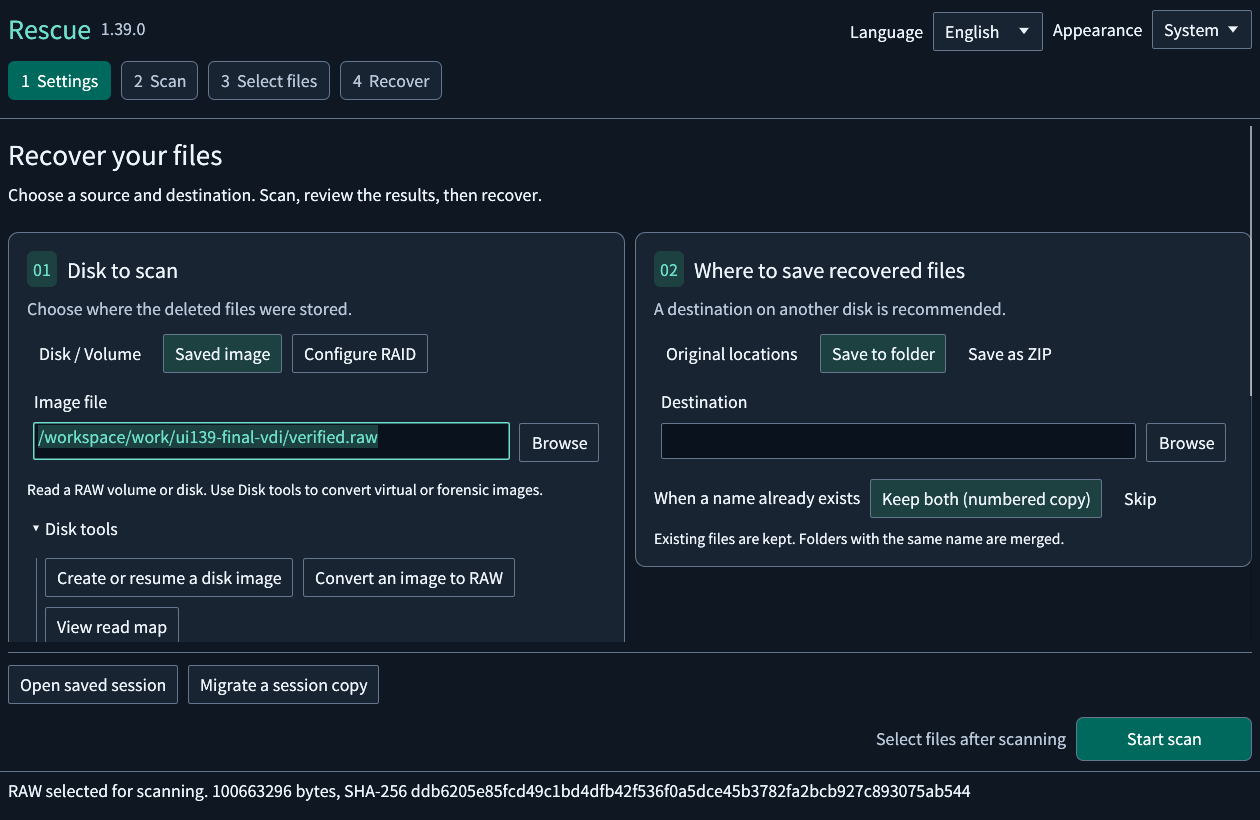 Rescue 1.39.0
Language English Appearance System
1 Settings 2 Scan 3 Select files 4 Recover
Recover your files
Choose a source and destination. Scan, review the results, then recover.
01 Disk to scan
Choose where the deleted files were stored.
Disk / Volume Saved image Configure RAID
Image file
/workspace/work/ui139-final-vdi/verified.raw Browse
Read a RAW volume or disk. Use Disk tools to convert virtual or forensic images.
Disk tools
Create or resume a disk image Convert an image to RAW
View read map
02 Where to save recovered files
A destination on another disk is recommended.
Original locations Save to folder Save as ZIP
Destination
Browse
When a name already exists Keep both (numbered copy) Skip
Existing files are kept. Folders with the same name are merged.
Open saved session Migrate a session copy
Select files after scanning Start scan
RAW selected for scanning. 100663296 bytes, SHA-256 ddb6205e85fcd49c1bd4dfb42f536f0a5dce45b3782fa2bcb927c893075ab544